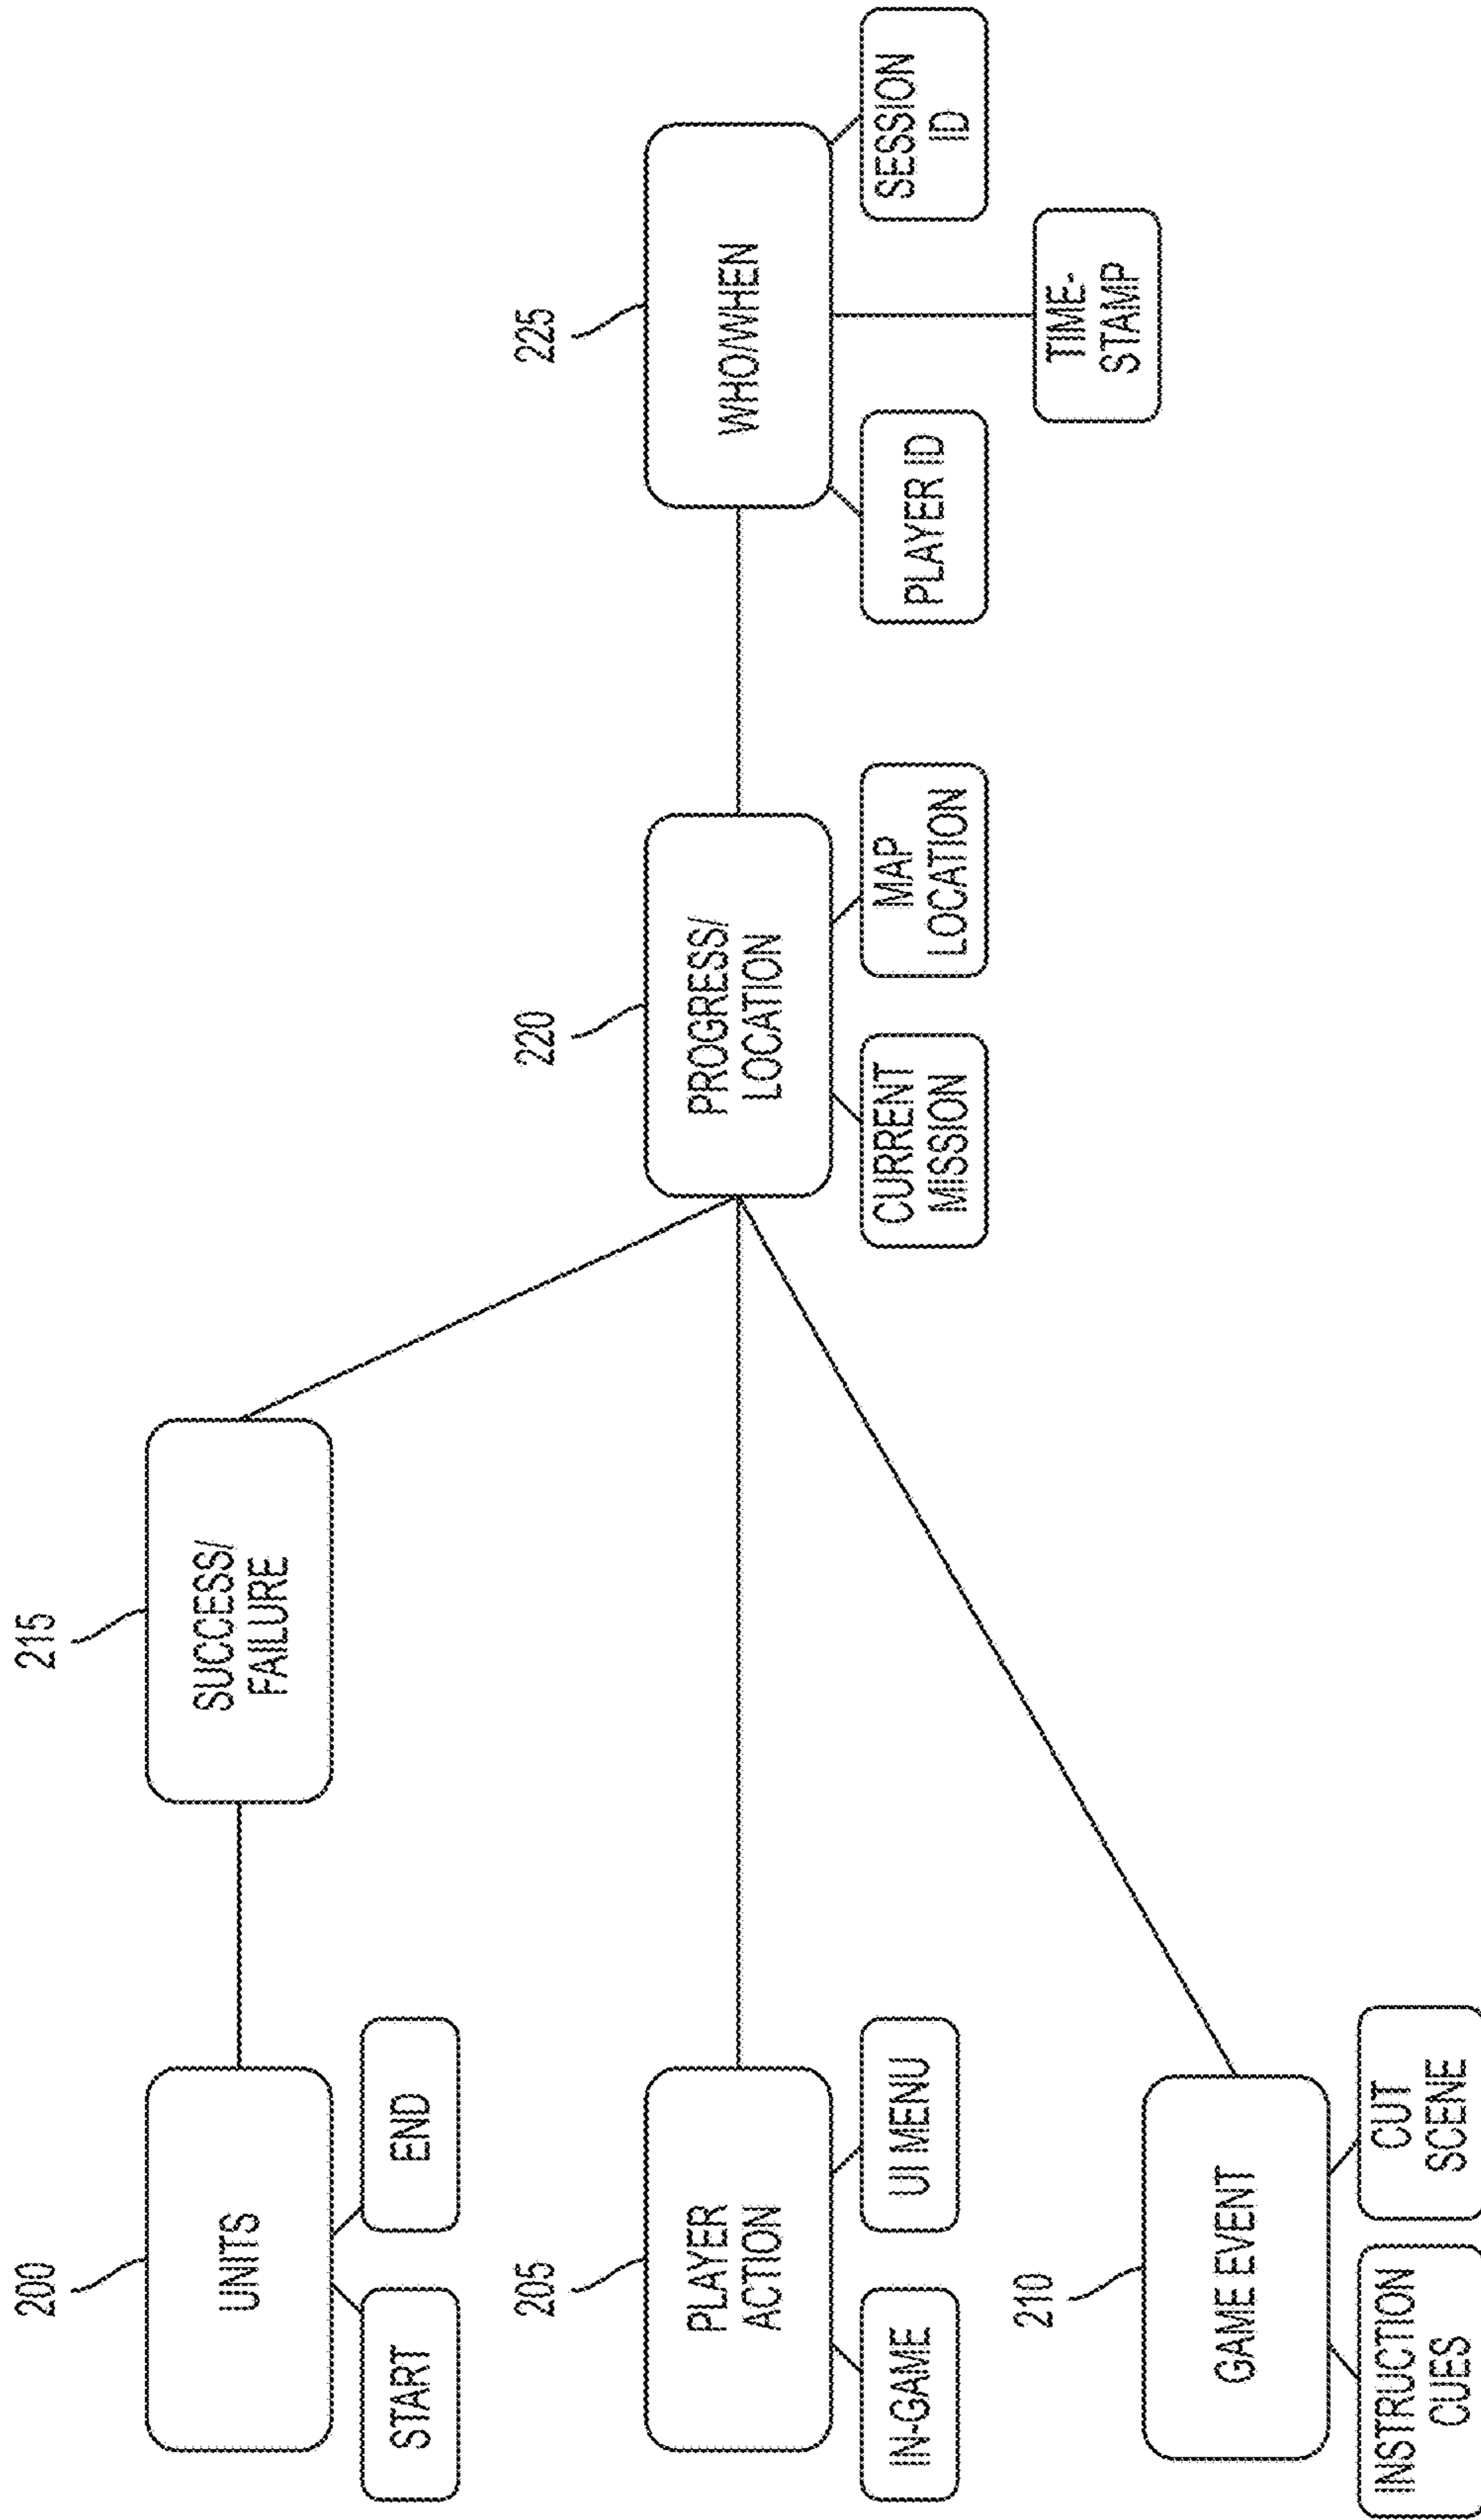 200
UNITS
START
END
215
SUCCESS/
FAILURE
205
PLAYER
ACTION
IN-GAME
UI MENU
220
PROGRESS/
LOCATION
CURRENT
MISSION
MAP
LOCATION
225
WHO/WHEN
PLAYER ID
TIME-
STAMP
SESSION
ID
210
GAME EVENT
INSTRUCTION
CUES
CUT
SCENE